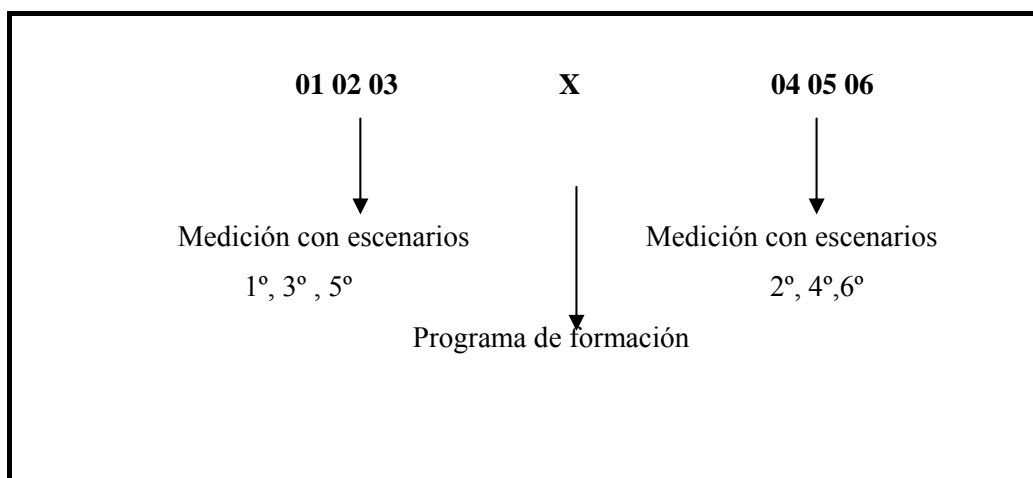 01 02 03 X 04 05 06
Medición con escenarios Medición con escenarios
1º, 3º , 5º 2º, 4º,6º
Programa de formación